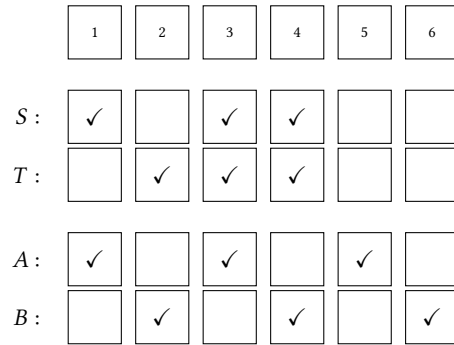 1 2 3 4 5 6
S : ✓ ✓ ✓
T : ✓ ✓ ✓
A : ✓ ✓ ✓
B : ✓ ✓ ✓